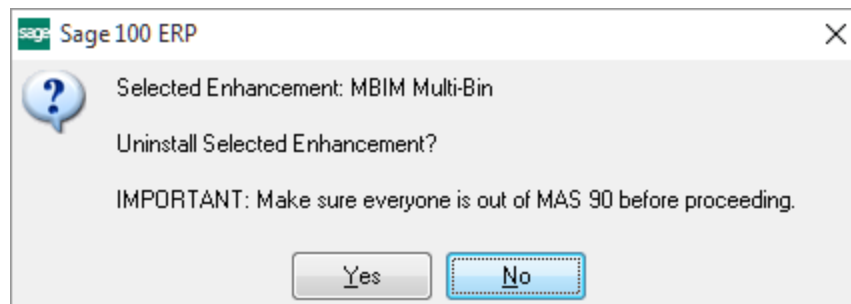 sage Sage 100 ERP
Selected Enhancement: MBIM Multi-Bin
Uninstall Selected Enhancement?
IMPORTANT: Make sure everyone is out of MAS 90 before proceeding.
Yes No